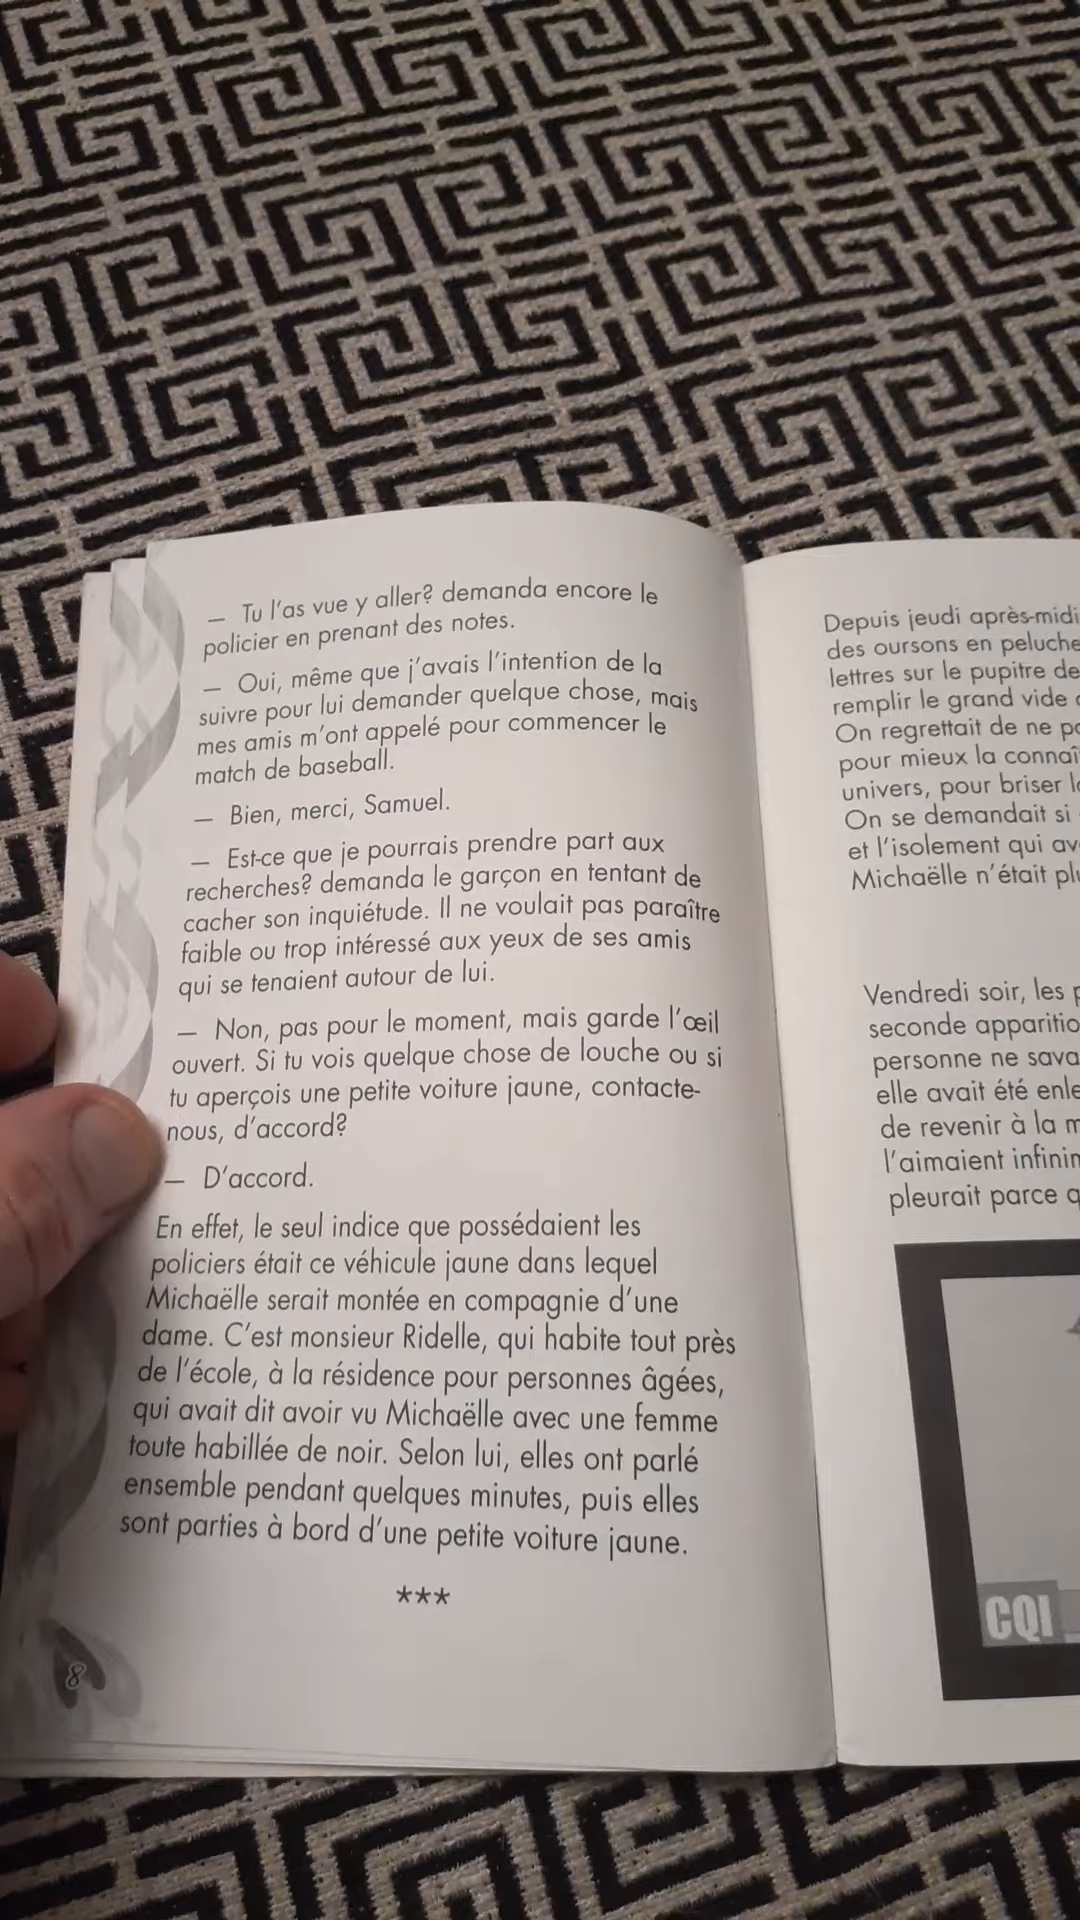 — Tu l'as vue y aller? demanda encore le
policier en prenant des notes.
— Oui, même que j'avais l'intention de la
suivre pour lui demander quelque chose, mais
mes amis m'ont appelé pour commencer le
match de baseball.
— Bien, merci, Samuel.
— Est-ce que je pourrais prendre part aux
recherches? demanda le garçon en tentant de
cacher son inquiétude. Il ne voulait pas paraître
faible ou trop intéressé aux yeux de ses amis
qui se tenaient autour de lui.
— Non, pas pour le moment, mais garde l'œil
ouvert. Si tu vois quelque chose de louche ou si
tu aperçois une petite voiture jaune, contacte-
nous, d'accord?
— D'accord.
En effet, le seul indice que possédaient les
policiers était ce véhicule jaune dans lequel
Michaëlle serait montée en compagnie d'une
dame. C'est monsieur Ridelle, qui habite tout près
de l'école, à la résidence pour personnes âgées,
qui avait dit avoir vu Michaëlle avec une femme
toute habillée de noir. Selon lui, elles ont parlé
ensemble pendant quelques minutes, puis elles
sont parties à bord d'une petite voiture jaune.
***
8
Depuis jeudi après-midi
des oursons en peluche
lettres sur le pupitre de
remplir le grand vide
On regrettait de ne
pour mieux la
univers, pour briser
On se demandait si
et l'isolement qui
Michaëlle n'était
Vendredi soir, les
seconde
personne ne
elle avait été
de revenir à la
l'aimaient
pleurait parce
CQI